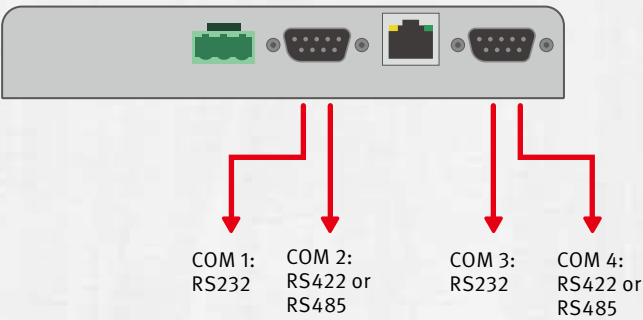 COM 1:
RS232
COM 2:
RS422 or
RS485
COM 3:
RS232
COM 4:
RS422 or
RS485